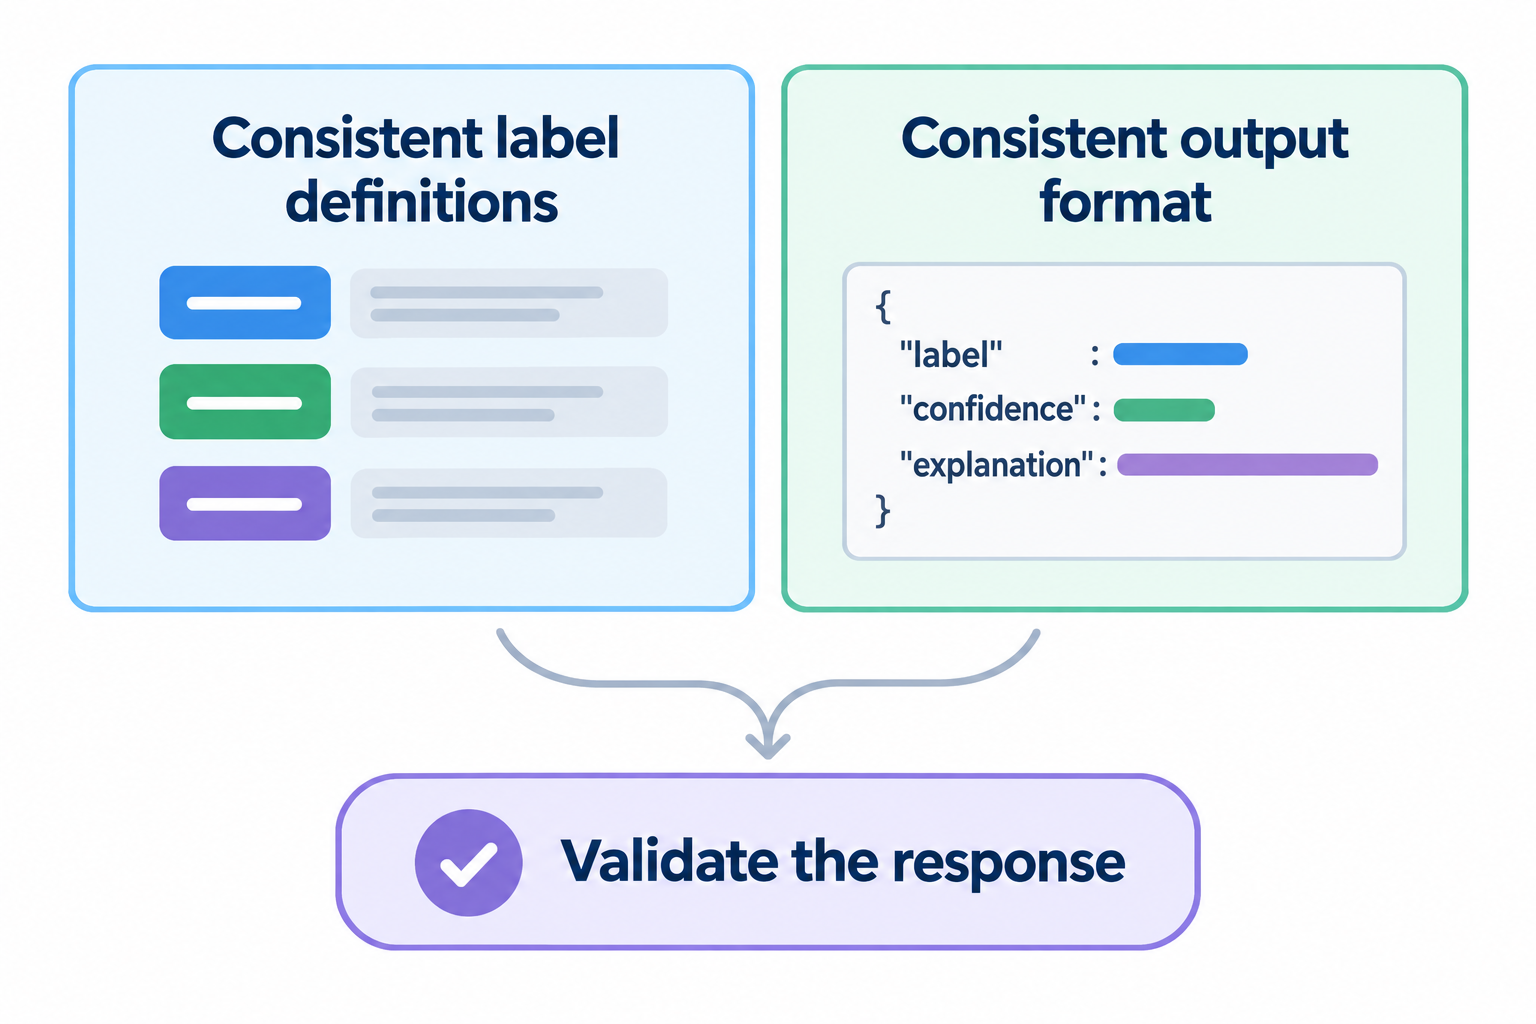 Consistent label
definitions
Consistent output
format
{
"label" :
"confidence" :
"explanation" :
}
Validate the response